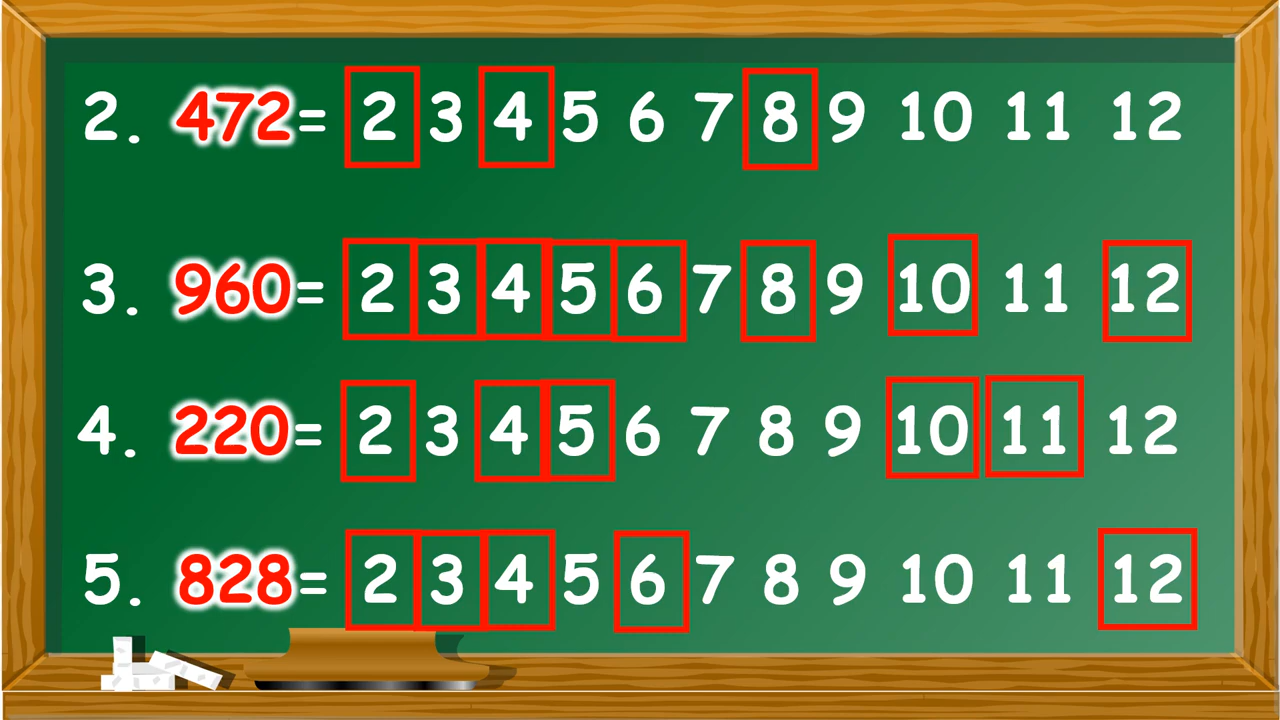 2. 472= 2 3 4 5 6 7 8 9 10 11 12
3. 960= 2 3 4 5 6 7 8 9 10 11 12
4. 220= 2 3 4 5 6 7 8 9 10 11 12
5. 828= 2 3 4 5 6 7 8 9 10 11 12